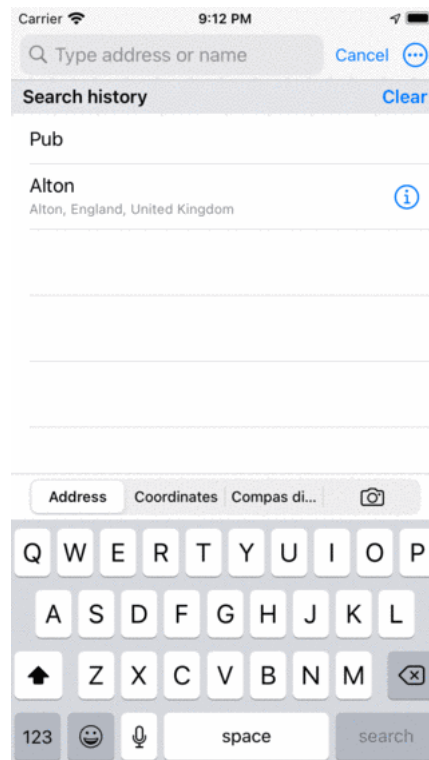 Carrier 9:12 PM
Type address or name Cancel
Search history Clear
Pub
Alton
Alton, England, United Kingdom
Address Coordinates Compas di...
Q W E R T Y U I O P
A S D F G H J K L
Z X C V B N M
123 space search